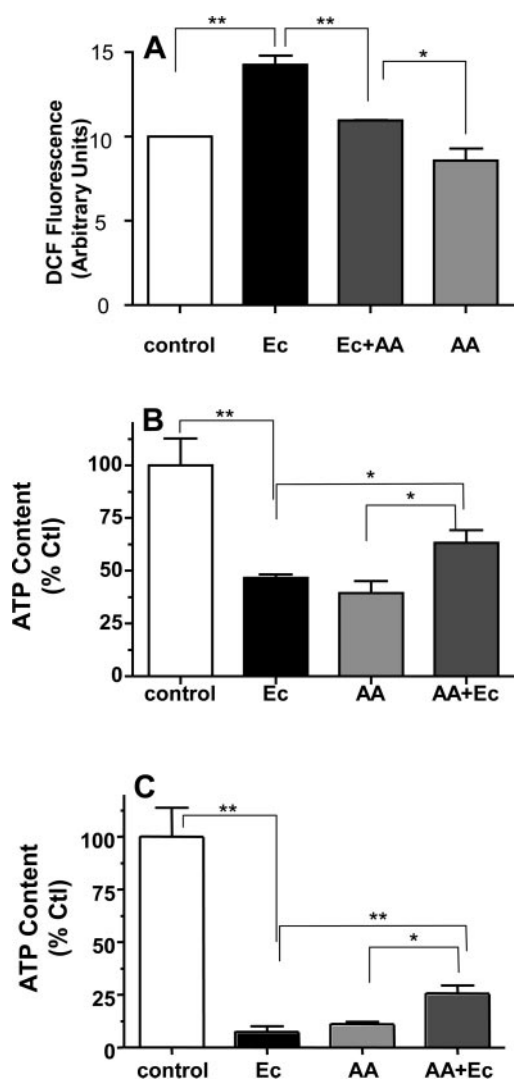 A
** ** *
DCF Fluorescence
(Arbitrary Units)
15
10
5
0
control Ec Ec+AA AA
B
** * *
ATP Content
(% Ctl)
100
75
50
25
0
control Ec AA AA+Ec
C
** ** *
ATP Content
(% Ctl)
100
75
50
25
0
control Ec AA AA+Ec